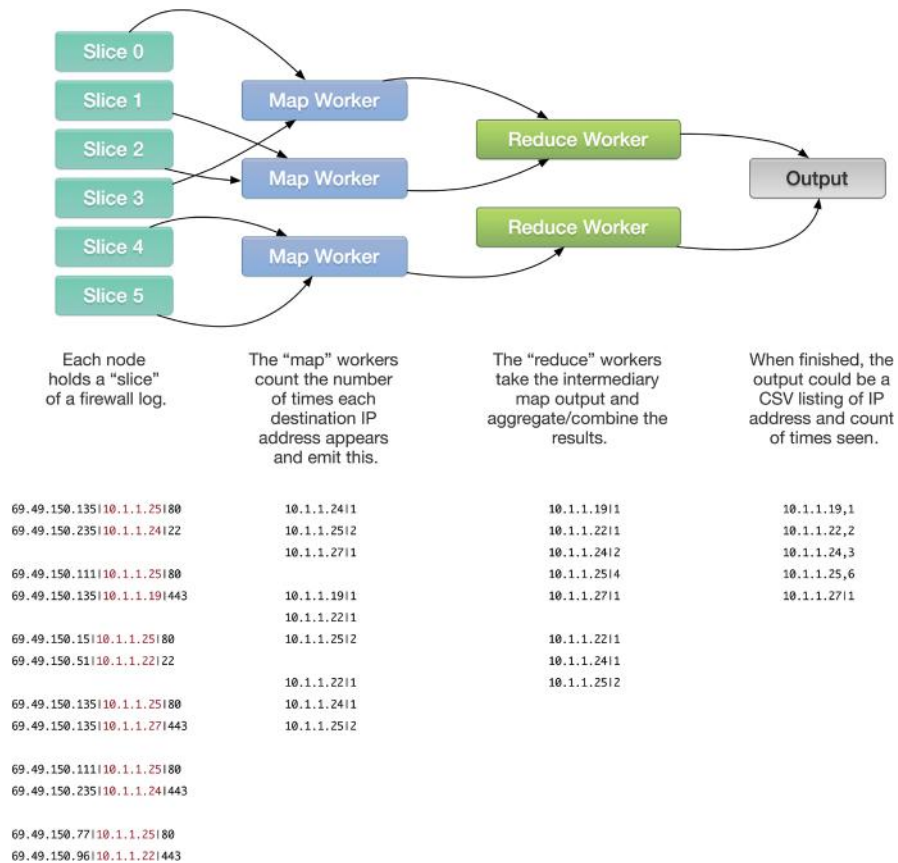 Slice 0
Slice 1
Slice 2
Slice 3
Slice 4
Slice 5
Map Worker
Map Worker
Map Worker
Reduce Worker
Reduce Worker
Output
Each node
holds a “slice”
of a firewall log.
The “map” workers
count the number
of times each
destination IP
address appears
and emit this.
The “reduce” workers
take the intermediary
map output and
aggregate/combine the
results.
When finished, the
output could be a
CSV listing of IP
address and count
of times seen.
69.49.150.135|10.1.1.25|80
69.49.150.235|10.1.1.24|22
69.49.150.111|10.1.1.25|80
69.49.150.135|10.1.1.19|443
69.49.150.15|10.1.1.25|80
69.49.150.51|10.1.1.22|22
69.49.150.135|10.1.1.25|80
69.49.150.135|10.1.1.27|443
69.49.150.111|10.1.1.25|80
69.49.150.235|10.1.1.24|443
69.49.150.77|10.1.1.25|80
69.49.150.96|10.1.1.22|443
10.1.1.24|1
10.1.1.25|2
10.1.1.27|1
10.1.1.19|1
10.1.1.22|1
10.1.1.25|2
10.1.1.22|1
10.1.1.24|1
10.1.1.25|2
10.1.1.19|1
10.1.1.22|1
10.1.1.24|2
10.1.1.25|4
10.1.1.27|1
10.1.1.22|1
10.1.1.24|1
10.1.1.25|2
10.1.1.19,1
10.1.1.22,2
10.1.1.24,3
10.1.1.25,6
10.1.1.27|1